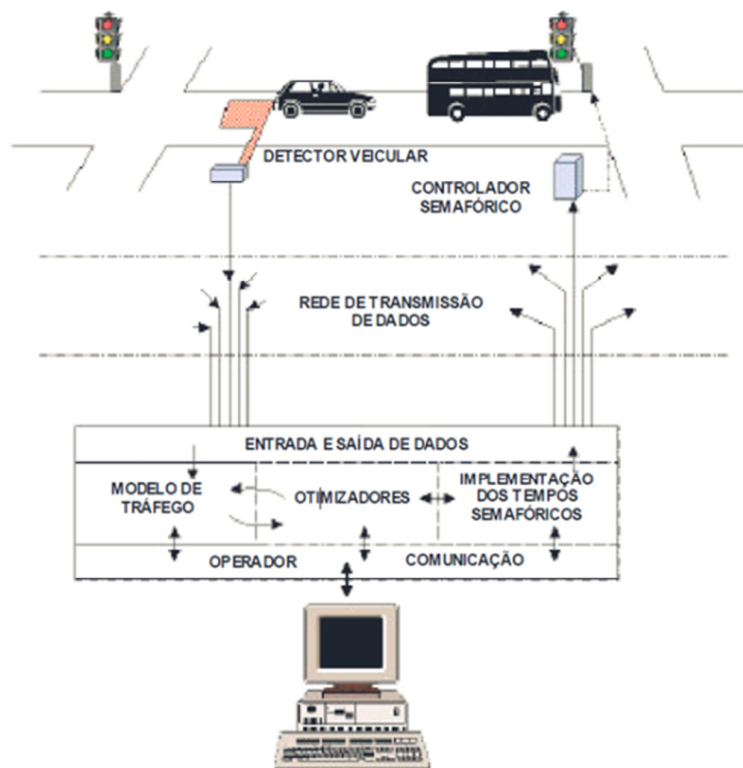 DETECTOR VEICULAR
CONTROLADOR
SEMAFÓRICO
REDE DE TRANSMISSÃO
DE DADOS
ENTRADA E SAÍDA DE DADOS
MODELO DE
TRÁFEGO
OTIMIZADORES
IMPLEMENTAÇÃO
DOS TEMPOS
SEMAFÓRICOS
OPERADOR
COMUNICAÇÃO